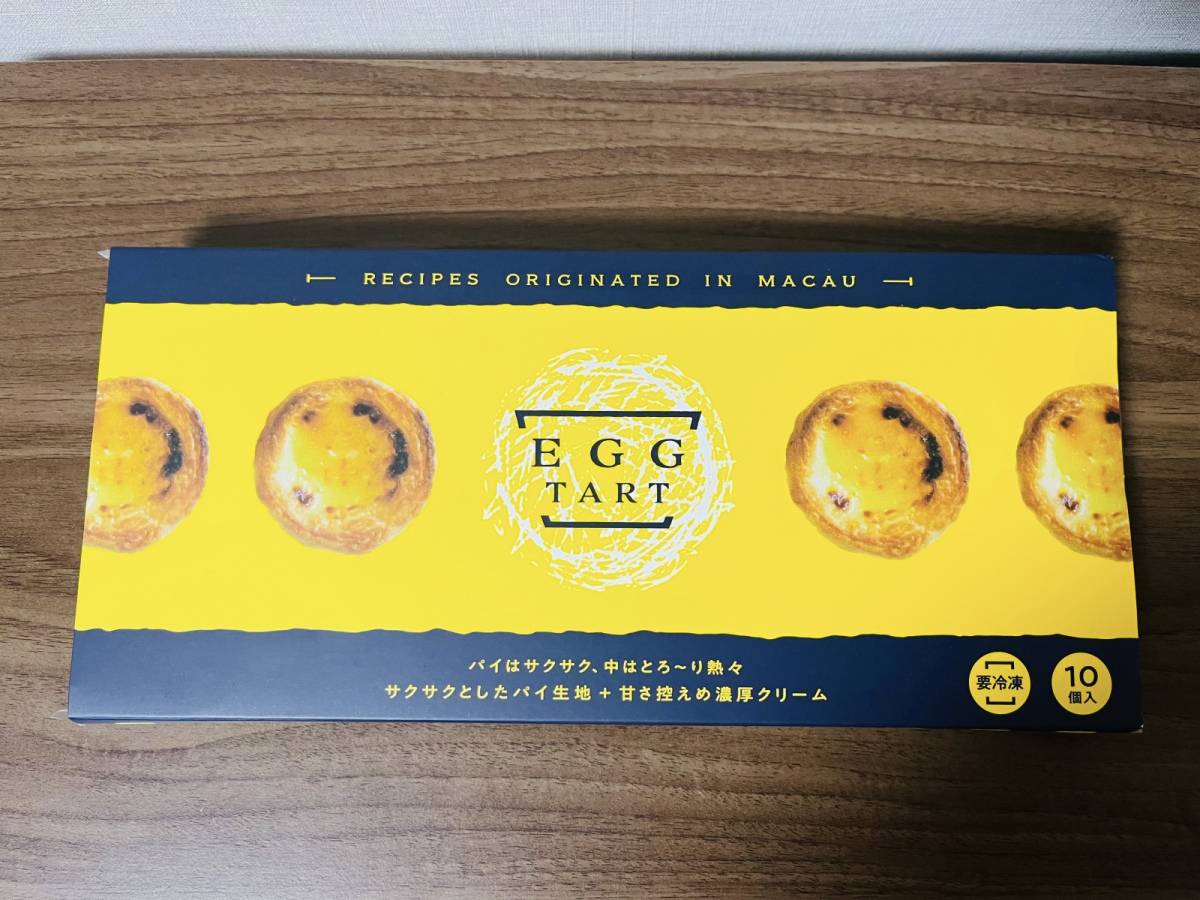 RECIPES ORIGINATED IN MACAU
EGG
TART
パイはサクサク、中はとろ～り熱々
サクサクとしたパイ生地＋甘さ控えめ濃厚クリーム
要冷凍
10
個入